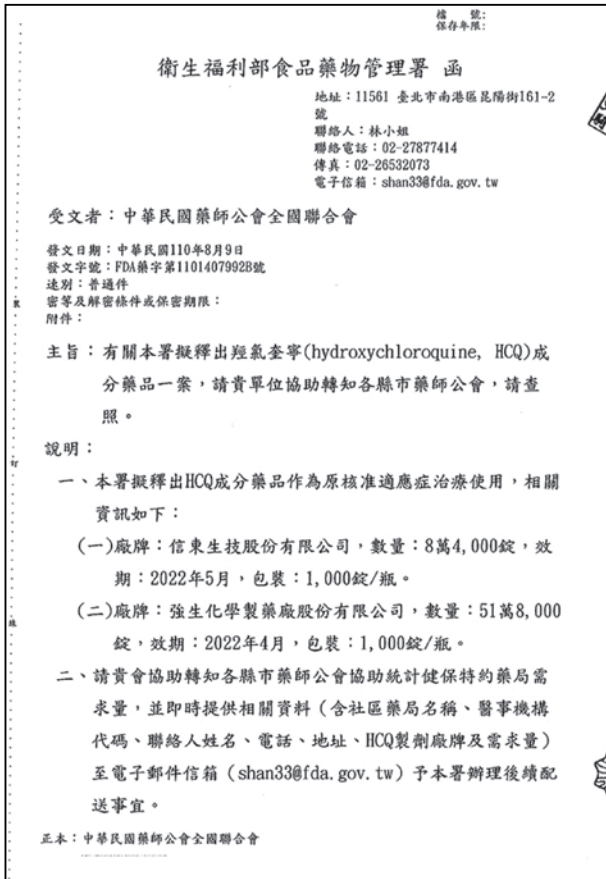 檔　　號：
保存年限：
衛生福利部食品藥物管理署　函
地址：11561 臺北市南港區昆陽街161-2
號
聯絡人：林小姐
聯絡電話：02-27877414
傳真：02-26532073
電子信箱：shan33@fda.gov.tw
受文者：中華民國藥師公會全國聯合會
發文日期：中華民國110年8月9日
發文字號：FDA藥字第1101407992B號
速別：普通件
密等及解密條件或保密期限：
附件：
主旨：有關本署擬釋出羥氯奎寧(hydroxychloroquine, HCQ)成
分藥品一案，請貴單位協助轉知各縣市藥師公會，請查
照。
說明：
一、本署擬釋出HCQ成分藥品作為原核准適應症治療使用，相關
資訊如下：
(一)廠牌：信東生技股份有限公司，數量：8萬4,000錠，效
期：2022年5月，包裝：1,000錠/瓶。
(二)廠牌：強生化學製藥廠股份有限公司，數量：51萬8,000
錠，效期：2022年4月，包裝：1,000錠/瓶。
二、請貴會協助轉知各縣市藥師公會協助統計健保特約藥局需
求量，並即時提供相關資料（含社區藥局名稱、醫事機構
代碼、聯絡人姓名、電話、地址、HCQ製劑廠牌及需求量）
至電子郵件信箱（shan33@fda.gov.tw）予本署辦理後續配
送事宜。
正本：中華民國藥師公會全國聯合會
裝
訂
線